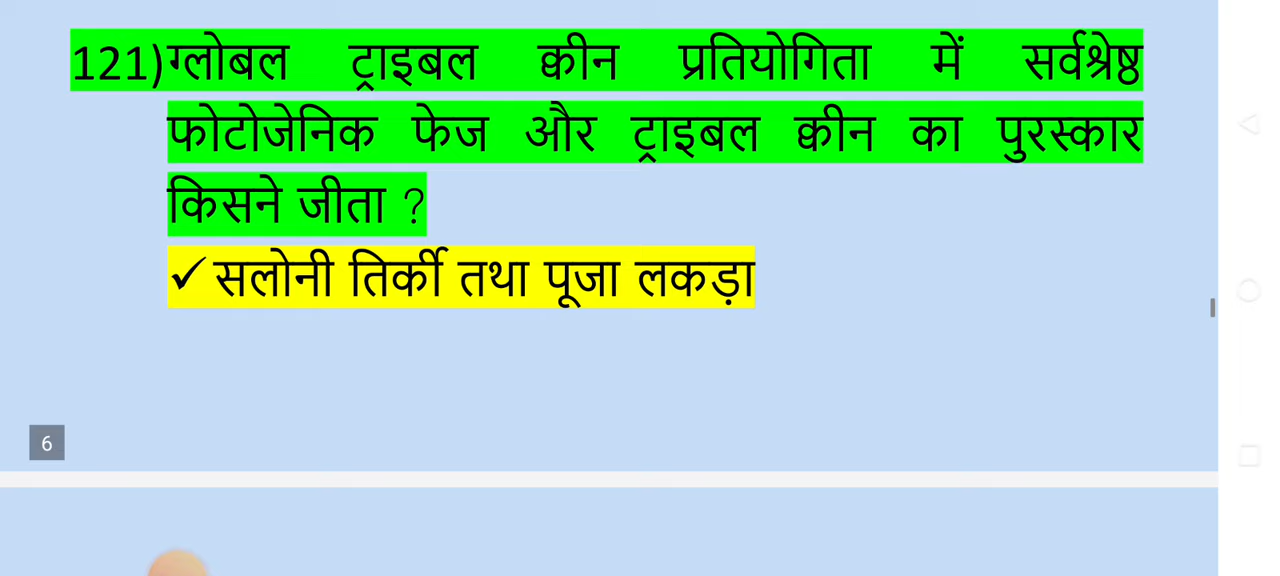 121)ग्लोबल ट्राइबल क्वीन प्रतियोगिता में सर्वश्रेष्ठ
फोटोजेनिक फेज और ट्राइबल क्वीन का पुरस्कार
किसने जीता ?
✓सलोनी तिर्की तथा पूजा लकड़ा
6